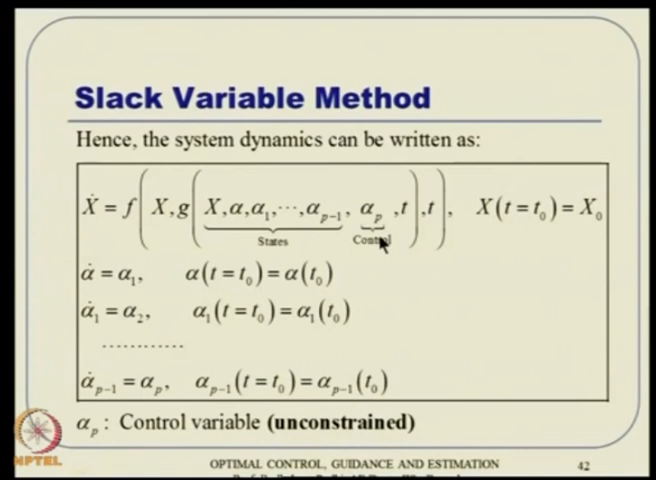 Slack Variable Method
Hence, the system dynamics can be written as:
Ẋ = f ( X, g ( X, α, α₁, ⋯, α_{p−1}, α_p , t ) , t ) , X(t = t₀) = X₀
States Control
α̇ = α₁, α(t = t₀) = α(t₀)
α̇₁ = α₂, α₁(t = t₀) = α₁(t₀)
............
α̇_{p−1} = α_p, α_{p−1}(t = t₀) = α_{p−1}(t₀)
α_p : Control variable (unconstrained)
NPTEL
OPTIMAL CONTROL, GUIDANCE AND ESTIMATION 42